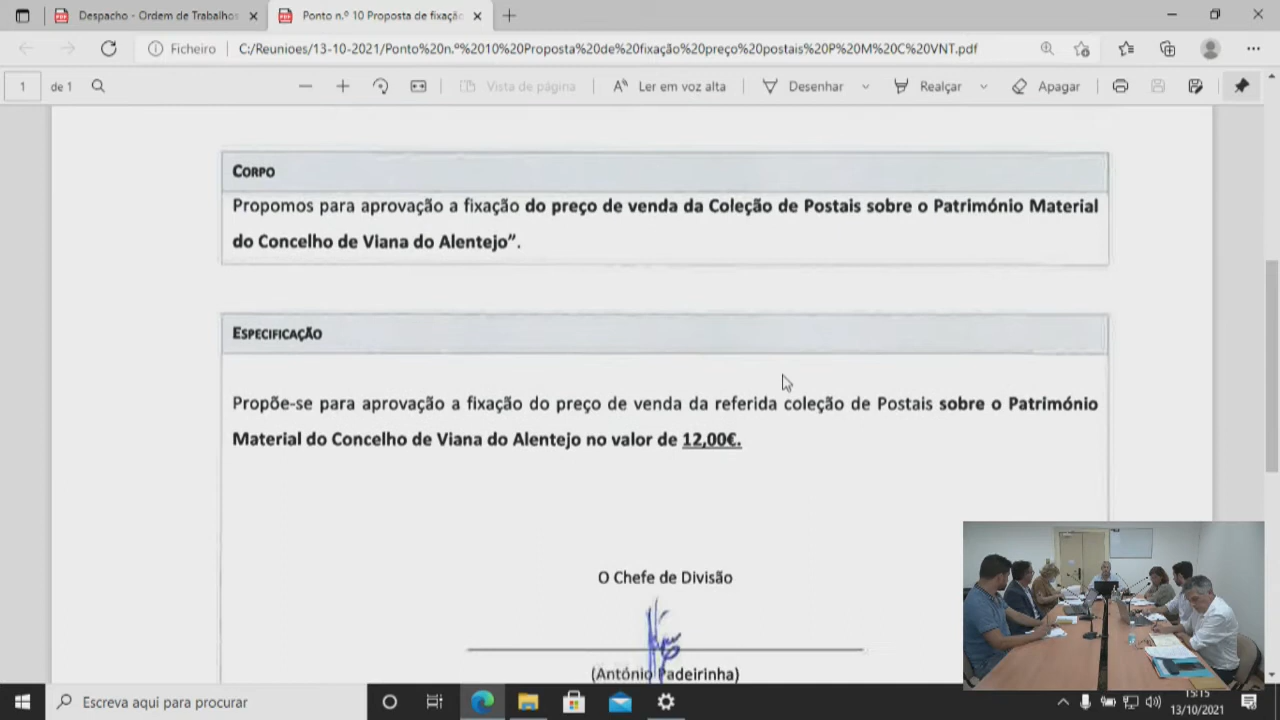 Despacho - Ordem de Trabalhos
Ponto n.º 10 Proposta de fixação
Ficheiro
C:/Reunioes/13-10-2021/Ponto%20n.º%2010%20Proposta%20de%20fixação%20preço%20postais%20P%20M%20C%20VNT.pdf
1 de 1
Vista de página
Ler em voz alta
Desenhar
Realçar
Apagar
CORPO
Propomos para aprovação a fixação do preço de venda da Coleção de Postais sobre o Património Material
do Concelho de Viana do Alentejo”.
ESPECIFICAÇÃO
Propõe-se para aprovação a fixação do preço de venda da referida coleção de Postais sobre o Património
Material do Concelho de Viana do Alentejo no valor de 12,00€.
O Chefe de Divisão
(António Padeirinha)
Escreva aqui para procurar
15:15
13/10/2021